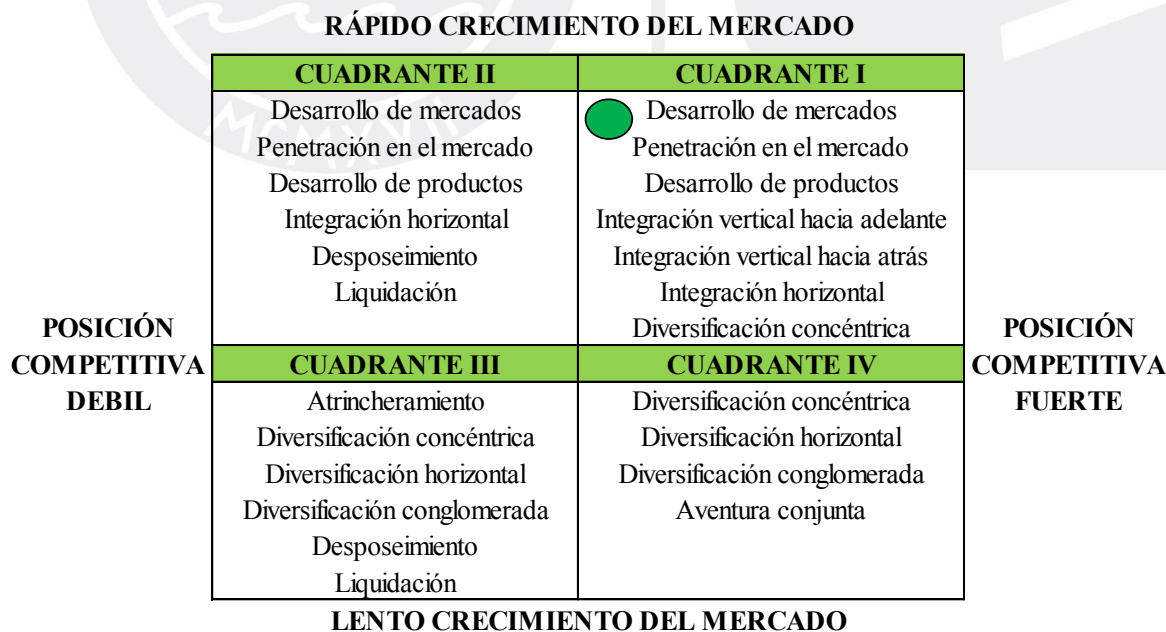 RÁPIDO CRECIMIENTO DEL MERCADO
CUADRANTE II
Desarrollo de mercados
Penetración en el mercado
Desarrollo de productos
Integración horizontal
Desposeimiento
Liquidación
CUADRANTE I
Desarrollo de mercados
Penetración en el mercado
Desarrollo de productos
Integración vertical hacia adelante
Integración vertical hacia atrás
Integración horizontal
Diversificación concéntrica
POSICIÓN
COMPETITIVA
DEBIL
CUADRANTE III
Atrincheramiento
Diversificación concéntrica
Diversificación horizontal
Diversificación conglomerada
Desposeimiento
Liquidación
CUADRANTE IV
Diversificación concéntrica
Diversificación horizontal
Diversificación conglomerada
Aventura conjunta
POSICIÓN
COMPETITIVA
FUERTE
LENTO CRECIMIENTO DEL MERCADO